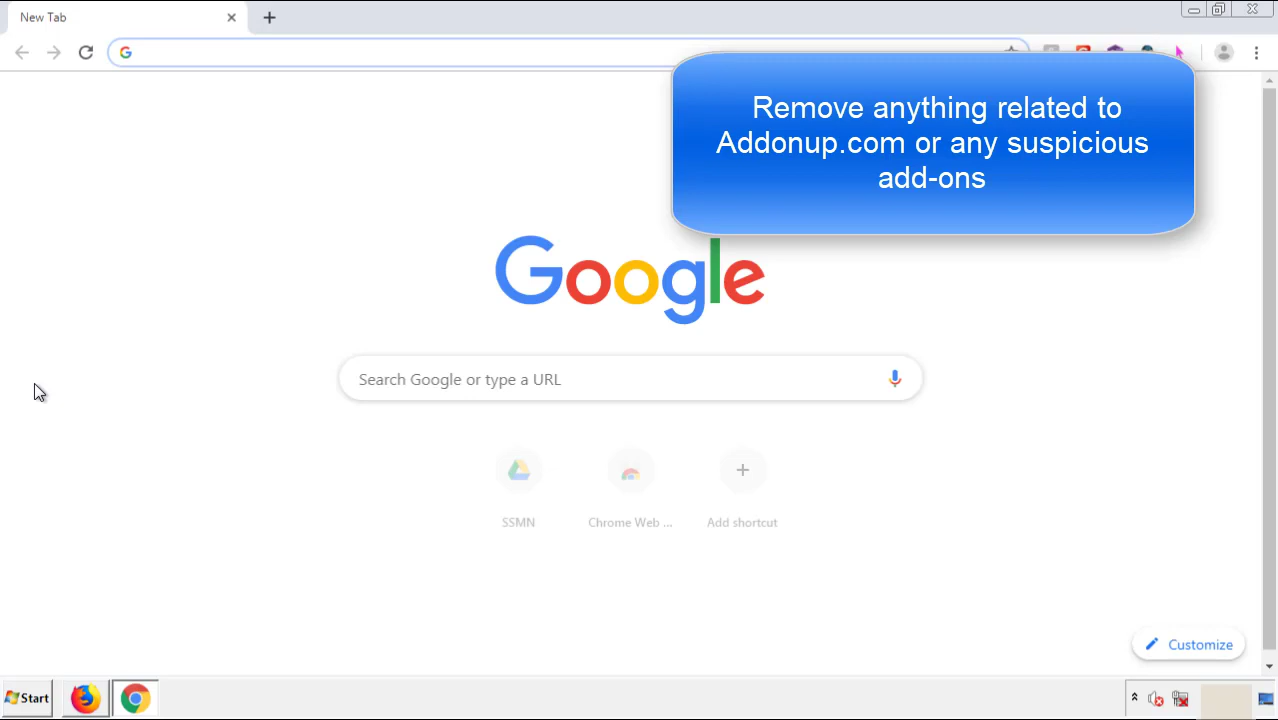 New Tab
Remove anything related to
Addonup.com or any suspicious
add-ons
Google
Search Google or type a URL
SSMN
Chrome Web ...
Add shortcut
Customize
Start